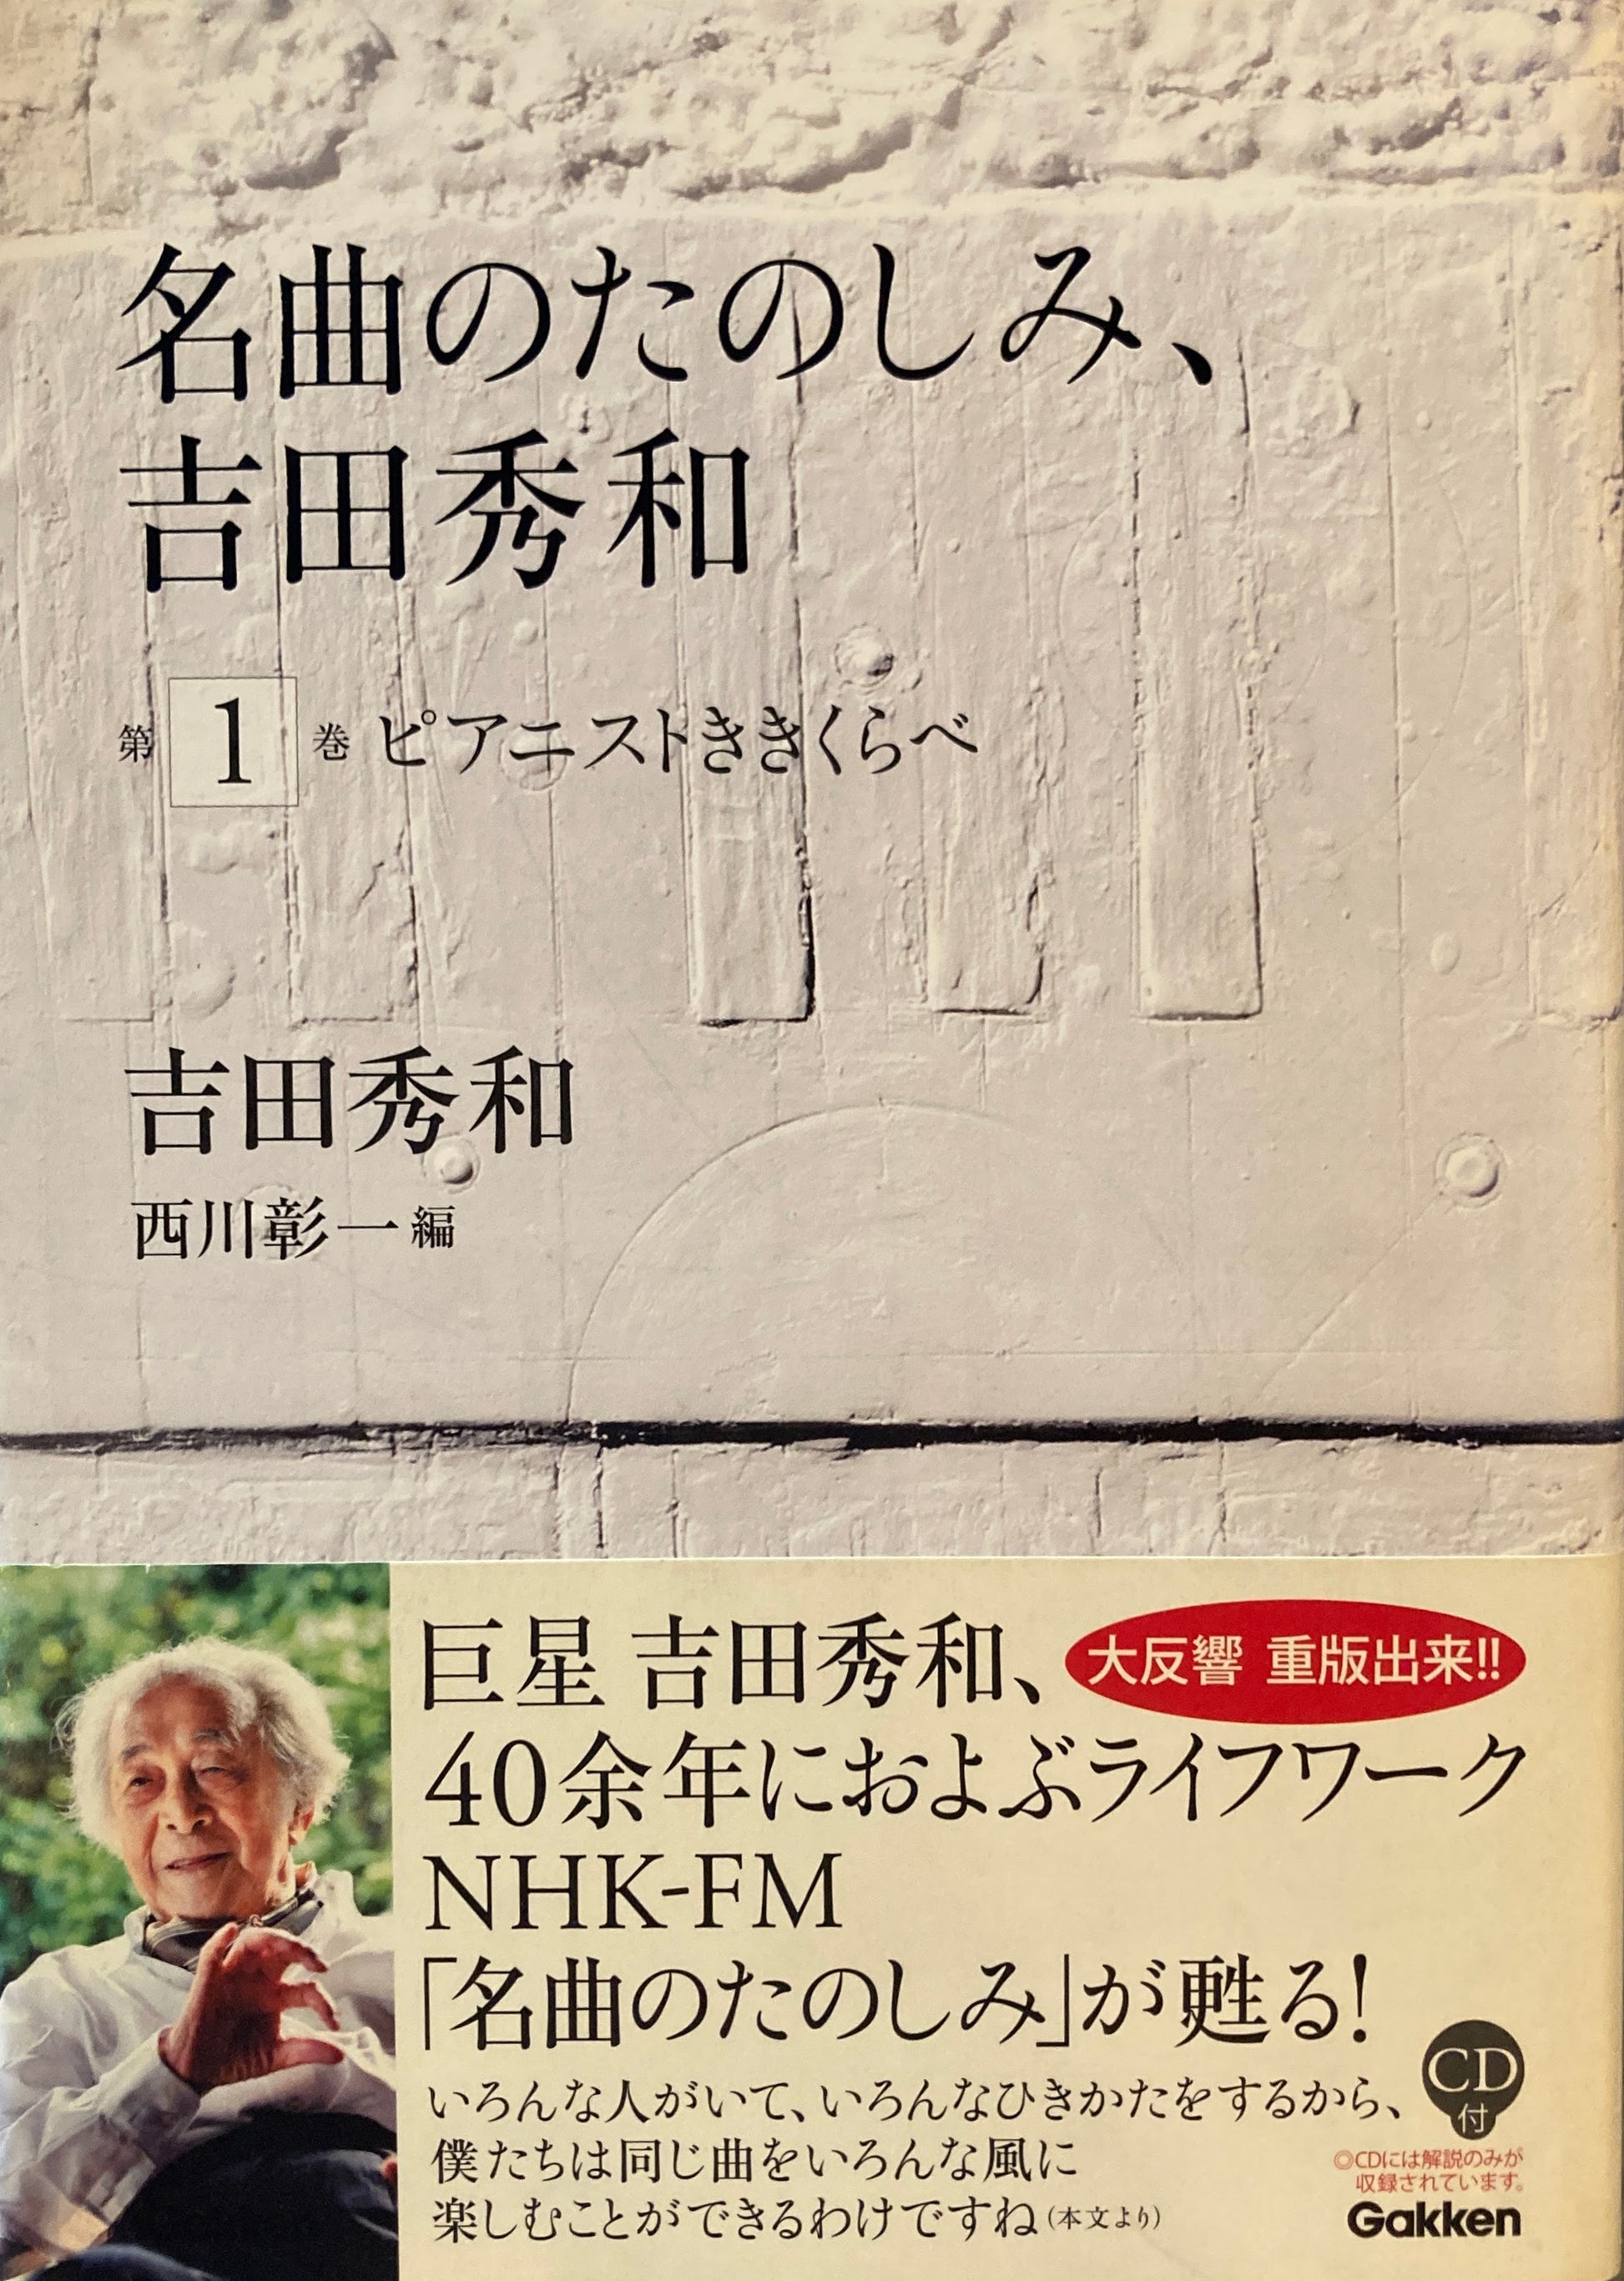 名曲のたのしみ、
吉田秀和
第1巻 ピアニストききくらべ
吉田秀和
西川彰一 編
巨星 吉田秀和、
大反響 重版出来!!
40余年におよぶライフワーク
NHK-FM
「名曲のたのしみ」が甦る!
いろんな人がいて、いろんなひきかたをするから、
僕たちは同じ曲をいろんな風に
楽しむことができるわけですね(本文より)
CD
付
◎CDには解説のみが
収録されています。
Gakken